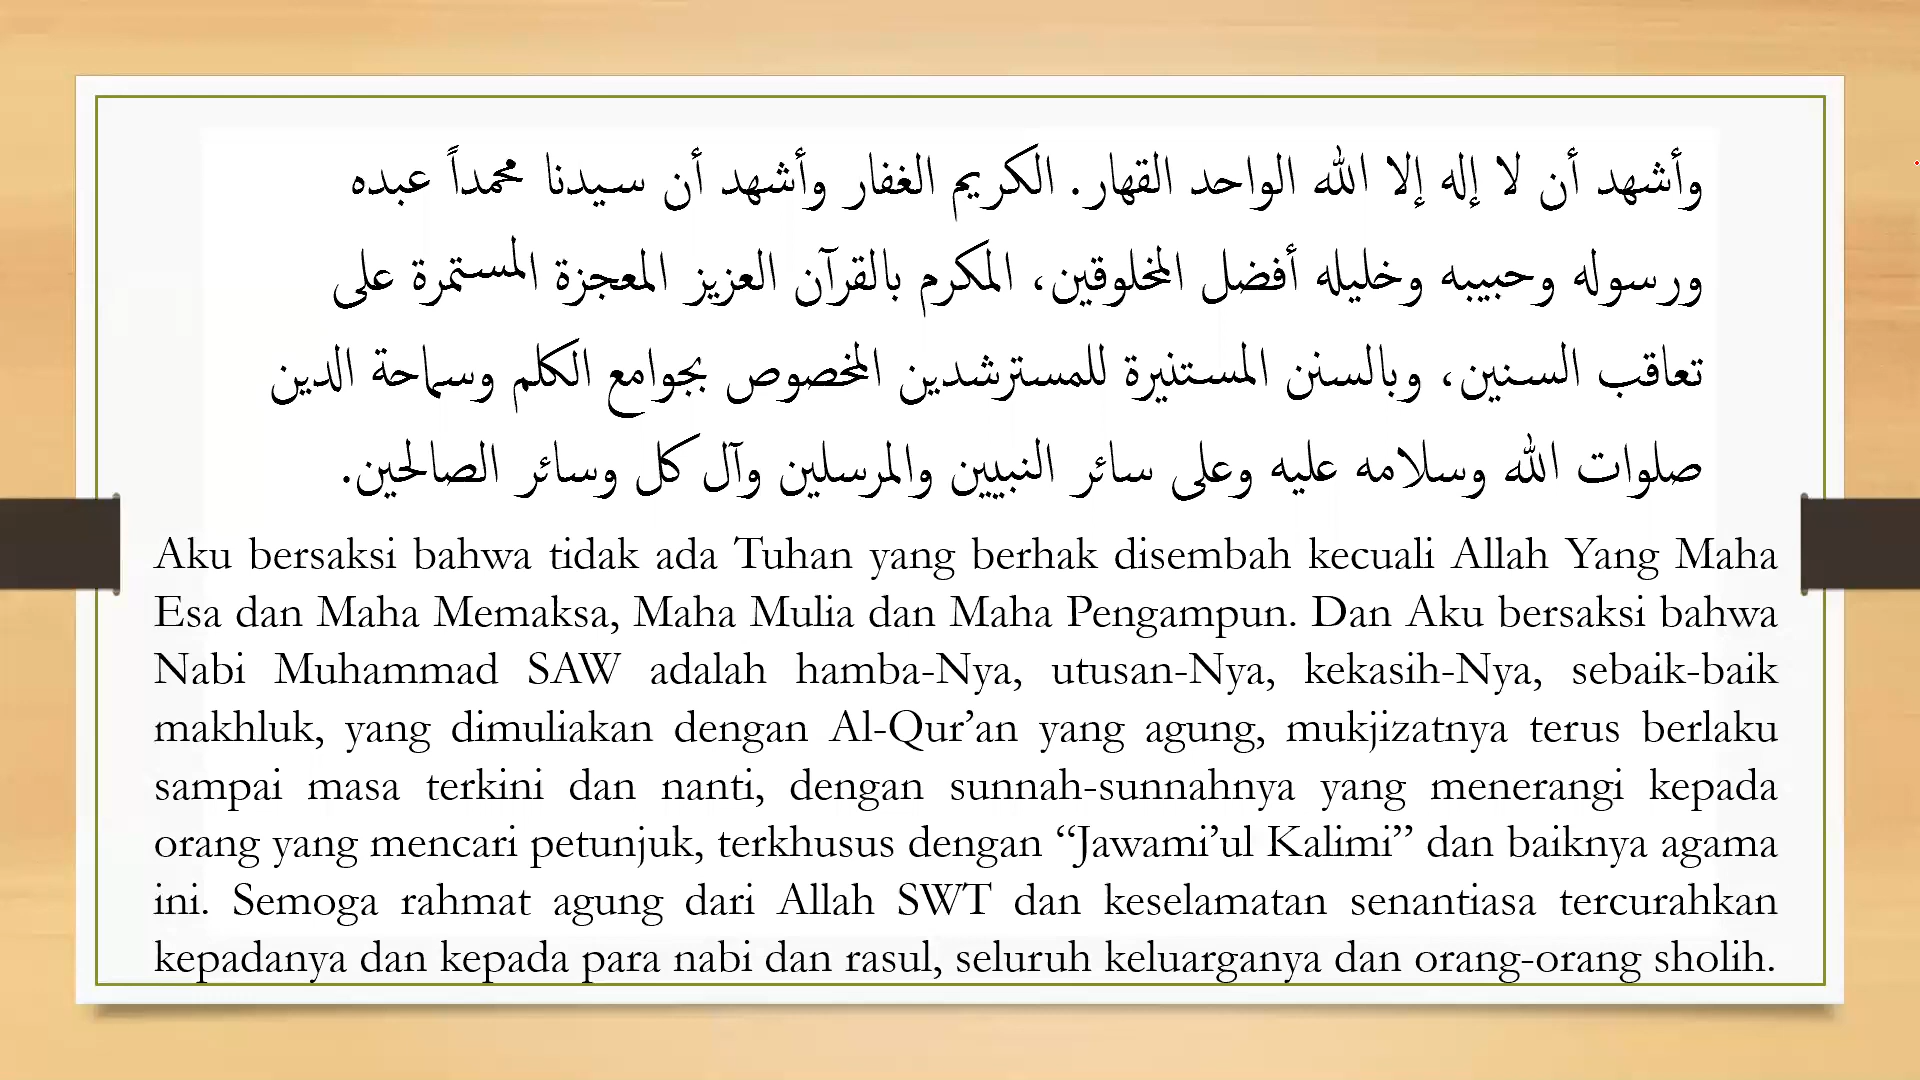 وأشهد أن لا إله إلا الله الواحد القهار. الكريم الغفار وأشهد أن سيدنا محمداً عبده
ورسوله وحبيبه وخليله أفضل المخلوقين، المكرم بالقرآن العزيز المعجزة المستمرة على
تعاقب السنين، وبالسنن المستنيرة للمسترشدين المخصوص بجوامع الكلم وسماحة الدين
صلوات الله وسلامه عليه وعلى سائر النبيين والمرسلين وآل كل وسائر الصالحين.
Aku bersaksi bahwa tidak ada Tuhan yang berhak disembah kecuali Allah Yang Maha
Esa dan Maha Memaksa, Maha Mulia dan Maha Pengampun. Dan Aku bersaksi bahwa
Nabi Muhammad SAW adalah hamba-Nya, utusan-Nya, kekasih-Nya, sebaik-baik
makhluk, yang dimuliakan dengan Al-Qur’an yang agung, mukjizatnya terus berlaku
sampai masa terkini dan nanti, dengan sunnah-sunnahnya yang menerangi kepada
orang yang mencari petunjuk, terkhusus dengan “Jawami’ul Kalimi” dan baiknya agama
ini. Semoga rahmat agung dari Allah SWT dan keselamatan senantiasa tercurahkan
kepadanya dan kepada para nabi dan rasul, seluruh keluarganya dan orang-orang sholih.